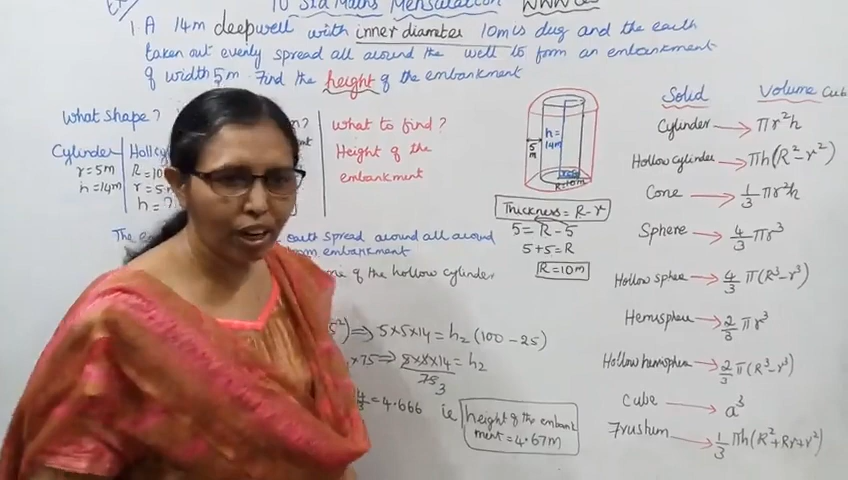 10 Std Maths Mensuration
1 A 14m deep well with inner diameter 10m is dug and the earth
taken out evenly spread all around the well to form an embankment
of width 5m Find the height of the embankment
What shape?
Cylinder
r = 5m
h = 14m
R = 10
h = ?
What to find?
Height of the
embankment
5
m
h =
14m
Thickness = R - r
5 = R - 5
5+5 = R
R = 10m
earth spread around all around
of the hollow cylinder
5²) ⇒ 5×5×14 = h₂ (100 - 25)
×75 ⇒ 5×5×14 = h₂
75 3
= 4.666 ie height of the embank
ment = 4.67m
Solid Volume Cub
Cylinder → πr²h
Hollow cylinder → πh(R² - r²)
Cone → 1/3 πr²h
Sphere → 4/3 πr³
Hollow sphere → 4/3 π(R³ - r³)
Hemisphere → 2/3 πr³
Hollow hemisphere → 2/3 π(R³ - r³)
Cube → a³
Frustum → 1/3 πh(R² + Rr + r²)